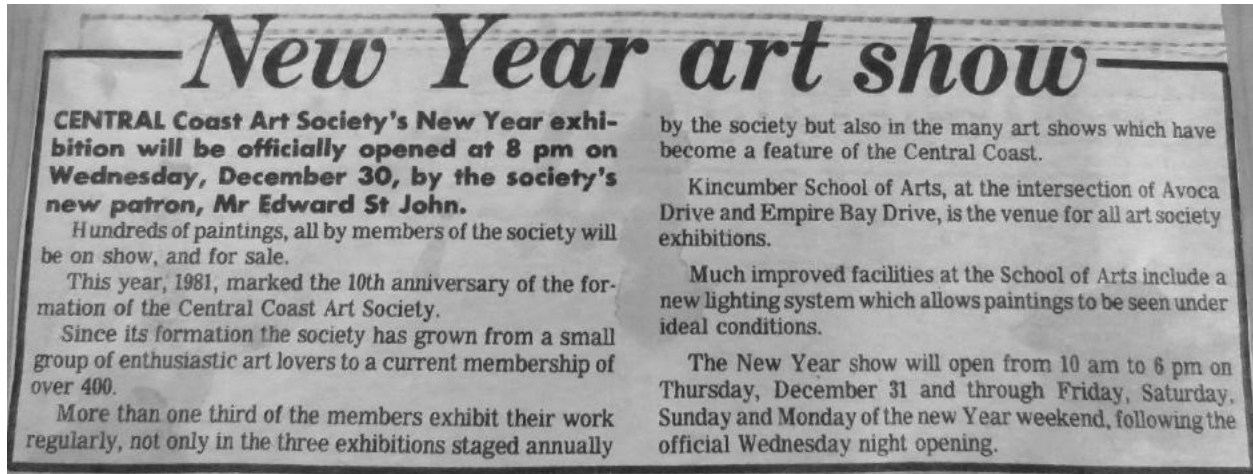 New Year art show
CENTRAL Coast Art Society's New Year exhi-
bition will be officially opened at 8 pm on
Wednesday, December 30, by the society's
new patron, Mr Edward St John.
Hundreds of paintings, all by members of the society will
be on show, and for sale.
This year, 1981, marked the 10th anniversary of the for-
mation of the Central Coast Art Society.
Since its formation the society has grown from a small
group of enthusiastic art lovers to a current membership of
over 400.
More than one third of the members exhibit their work
regularly, not only in the three exhibitions staged annually
by the society but also in the many art shows which have
become a feature of the Central Coast.
Kincumber School of Arts, at the intersection of Avoca
Drive and Empire Bay Drive, is the venue for all art society
exhibitions.
Much improved facilities at the School of Arts include a
new lighting system which allows paintings to be seen under
ideal conditions.
The New Year show will open from 10 am to 6 pm on
Thursday, December 31 and through Friday, Saturday,
Sunday and Monday of the new Year weekend, following the
official Wednesday night opening.